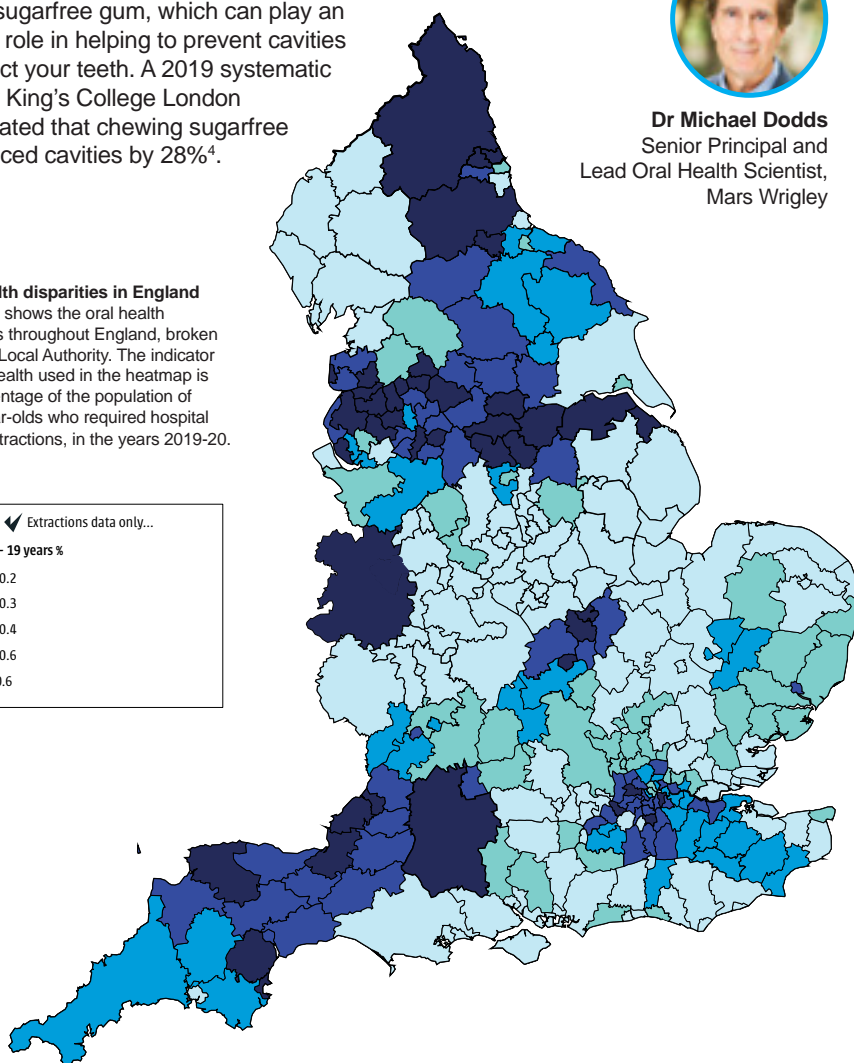 sugarfree gum, which can play an
role in helping to prevent cavities
ct your teeth. A 2019 systematic
King's College London
ated that chewing sugarfree
ced cavities by 28%4.
Dr Michael Dodds
Senior Principal and
Lead Oral Health Scientist,
Mars Wrigley
lth disparities in England
shows the oral health
s throughout England, broken
Local Authority. The indicator
ealth used in the heatmap is
entage of the population of
ar-olds who required hospital
tractions, in the years 2019-20.
Extractions data only...
- 19 years %
0.2
0.3
0.4
0.6
0.6